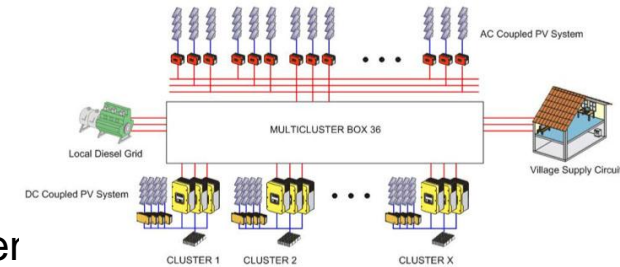 AC Coupled PV System
MULTICLUSTER BOX 36
Local Diesel Grid
Village Supply Circuit
DC Coupled PV System
CLUSTER 1
CLUSTER 2
CLUSTER X
er